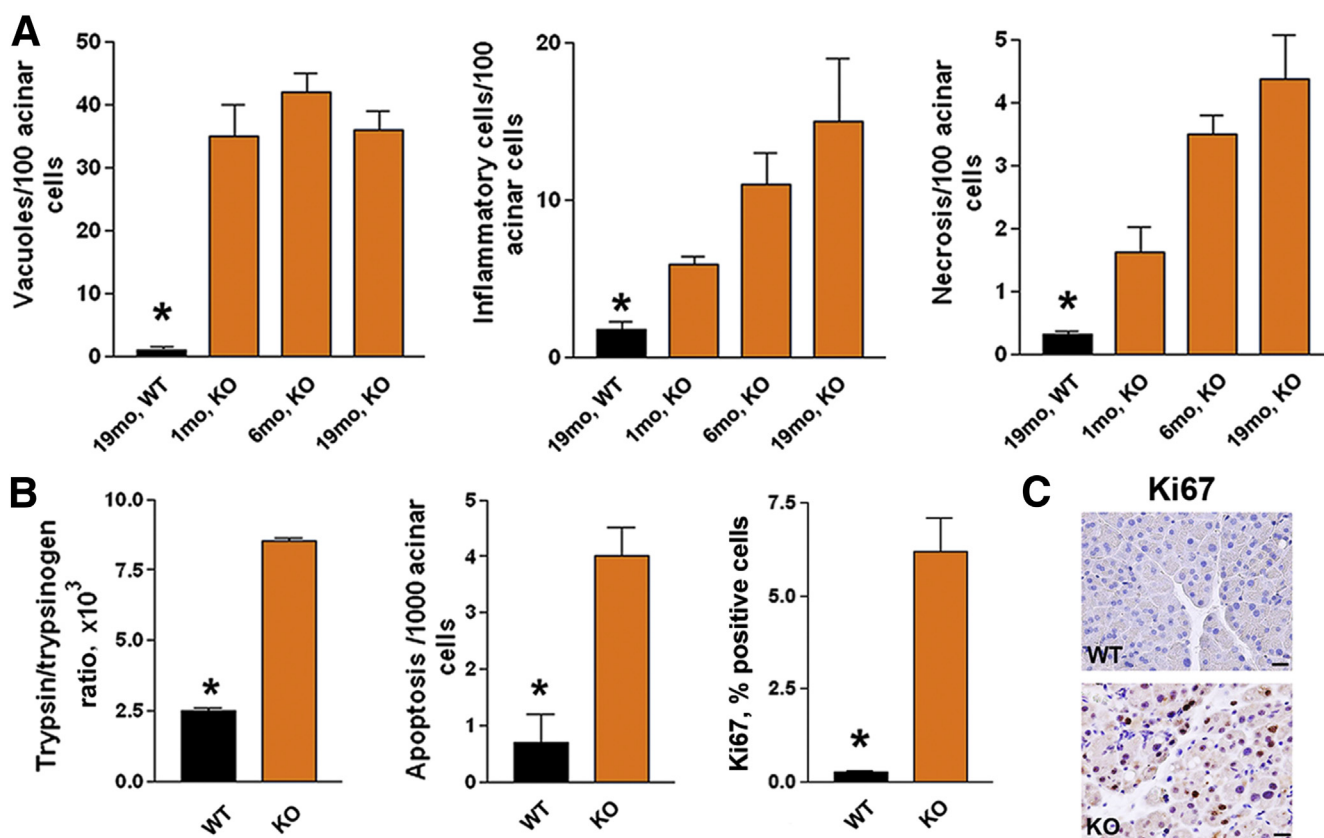 A
Vacuoles/100 acinar
cells
50
40
30
20
10
0
*
19mo, WT
1mo, KO
6mo, KO
19mo, KO
Inflammatory cells/100
acinar cells
20
10
0
*
19mo, WT
1mo, KO
6mo, KO
19mo, KO
Necrosis/100 acinar
cells
5
4
3
2
1
0
*
19mo, WT
1mo, KO
6mo, KO
19mo, KO
B
Trypsin/trypsinogen
ratio, x10³
10.0
7.5
5.0
2.5
0.0
*
WT
KO
Apoptosis /1000 acinar
cells
5
4
3
2
1
0
*
WT
KO
Ki67, % positive cells
7.5
5.0
2.5
0.0
*
WT
KO
C
Ki67
WT
KO